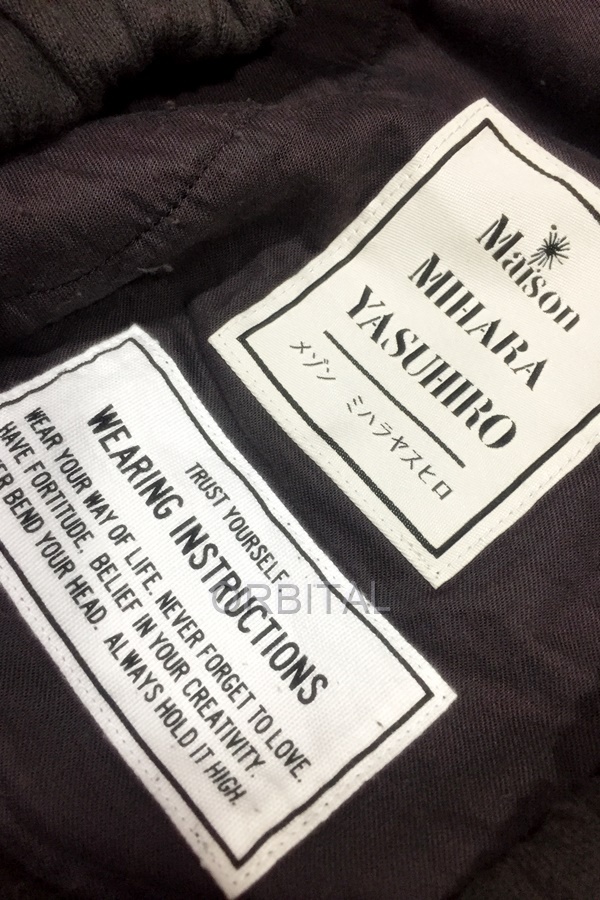 Maison
MIHARA
YASUHIRO
メゾン ミハラヤスヒロ
TRUST YOURSELF
WEARING INSTRUCTIONS
WEAR YOUR WAY OF LIFE. NEVER FORGET TO LOVE.
HAVE FORTITUDE. BELIEF IN YOUR CREATIVITY.
BEND YOUR HEAD. ALWAYS HOLD IT HIGH.
ORBITAL